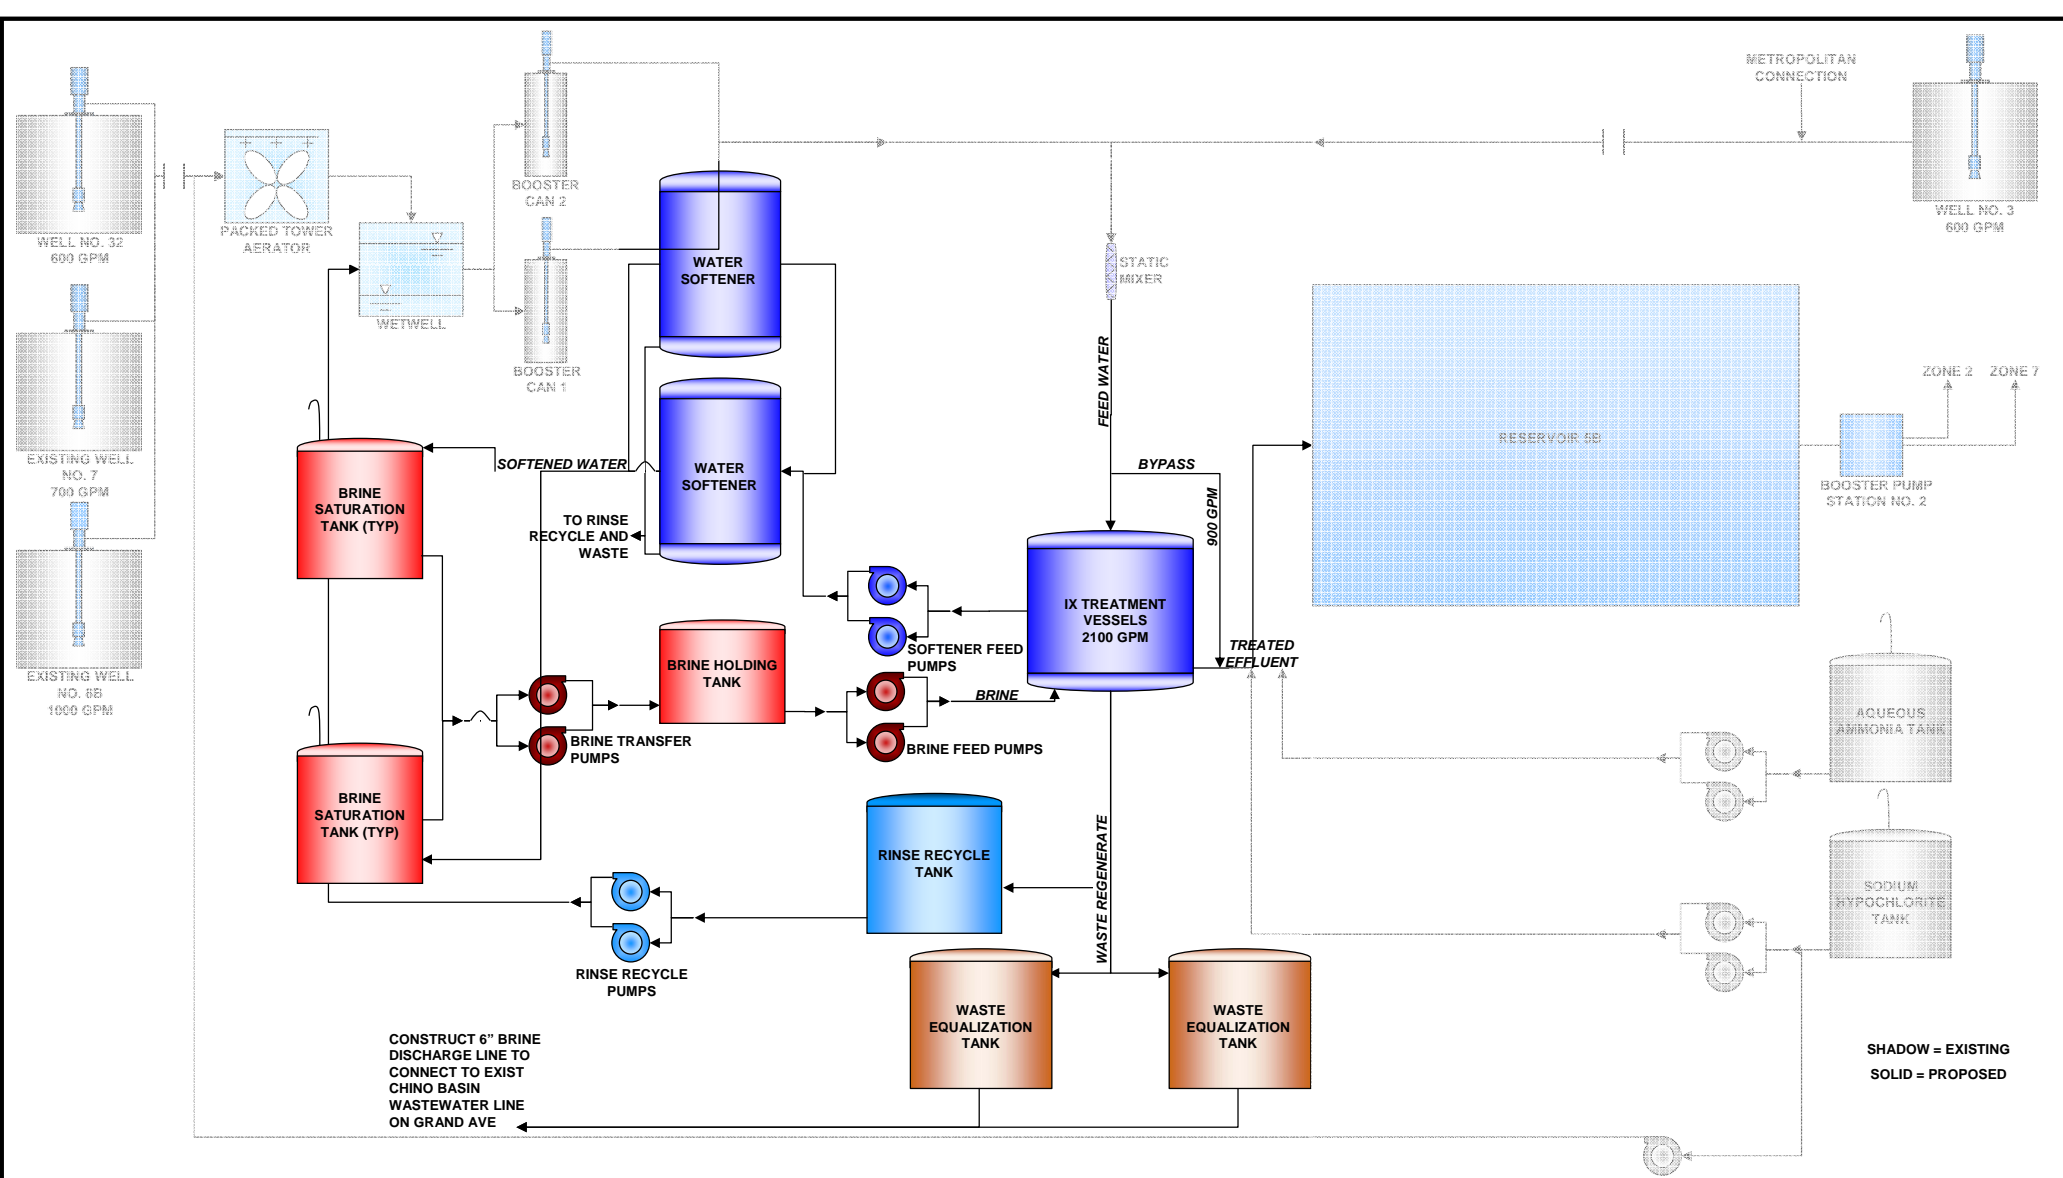 METROPOLITAN
CONNECTION
WELL NO. 32
600 GPM
PACKED TOWER
AERATOR
BOOSTER
CAN 2
WELL NO. 3
600 GPM
WATER
SOFTENER
STATIC
MIXER
WETWELL
BOOSTER
CAN 1
FEED WATER
ZONE 2
ZONE 7
EXISTING WELL
NO. 7
700 GPM
SOFTENED WATER
WATER
SOFTENER
BYPASS
900 GPM
RESERVOIR 5B
BOOSTER PUMP
STATION NO. 2
BRINE
SATURATION
TANK (TYP)
TO RINSE
RECYCLE AND
WASTE
IX TREATMENT
VESSELS
2100 GPM
SOFTENER FEED
PUMPS
TREATED
EFFLUENT
EXISTING WELL
NO. 6B
1000 GPM
BRINE HOLDING
TANK
BRINE
BRINE TRANSFER
PUMPS
BRINE FEED PUMPS
AQUEOUS
AMMONIA TANK
BRINE
SATURATION
TANK (TYP)
RINSE RECYCLE
TANK
WASTE REGENERATE
SODIUM
HYPOCHLORITE
TANK
RINSE RECYCLE
PUMPS
WASTE
EQUALIZATION
TANK
WASTE
EQUALIZATION
TANK
CONSTRUCT 6” BRINE
DISCHARGE LINE TO
CONNECT TO EXIST
CHINO BASIN
WASTEWATER LINE
ON GRAND AVE
SHADOW = EXISTING
SOLID = PROPOSED